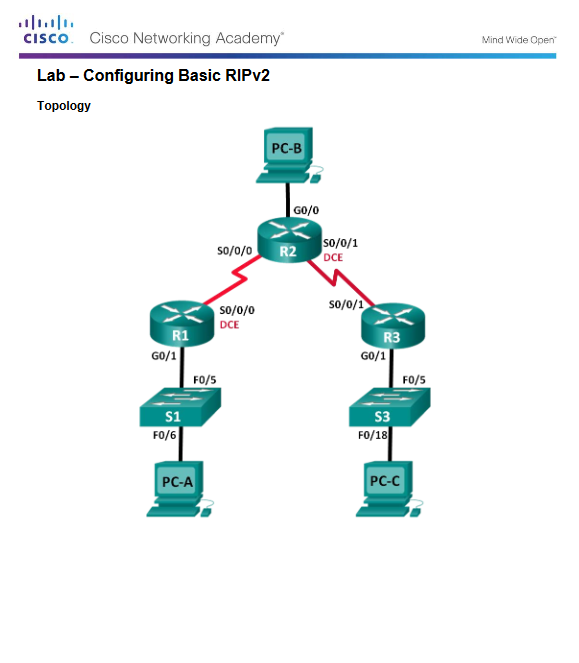 CISCO. Cisco Networking Academy® Mind Wide Open™
Lab – Configuring Basic RIPv2
Topology
PC-B
G0/0
S0/0/0 R2 S0/0/1
DCE
S0/0/0
DCE
R1
S0/0/1
R3
G0/1 G0/1
F0/5 F0/5
S1 S3
F0/6 F0/18
PC-A PC-C